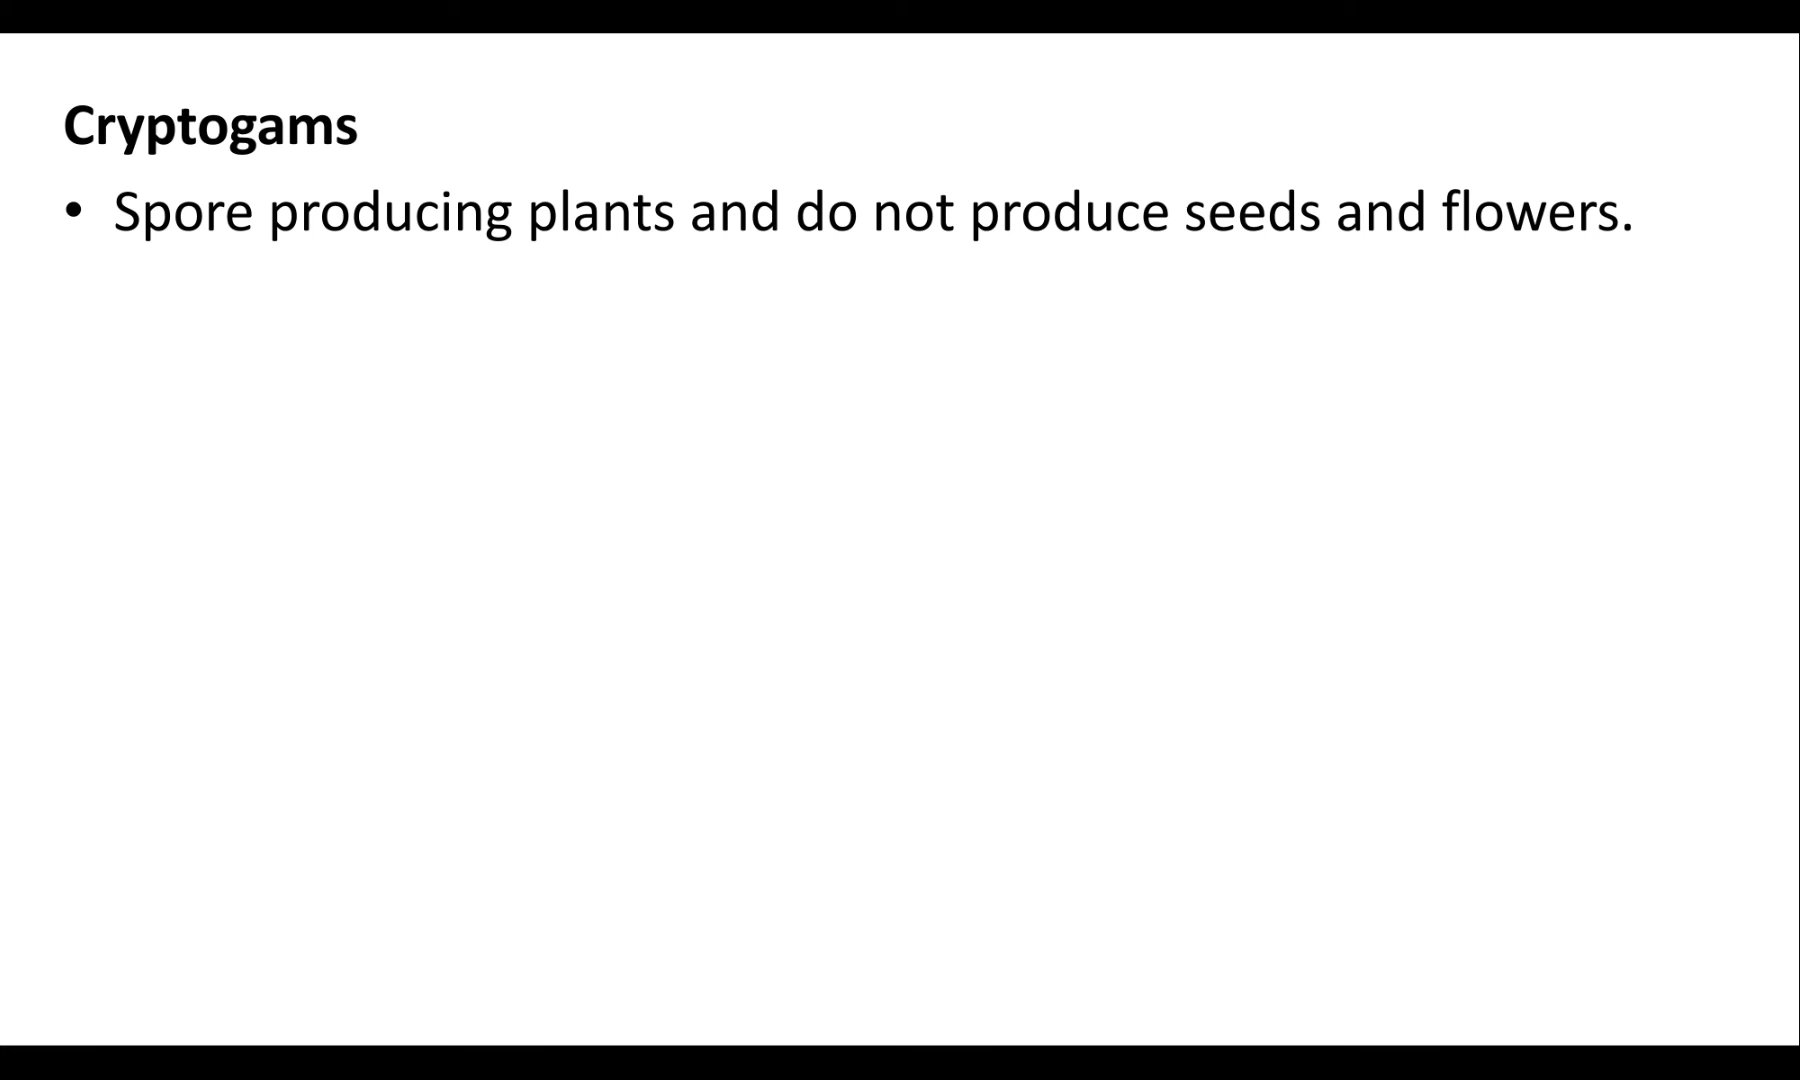 Cryptogams
• Spore producing plants and do not produce seeds and flowers.